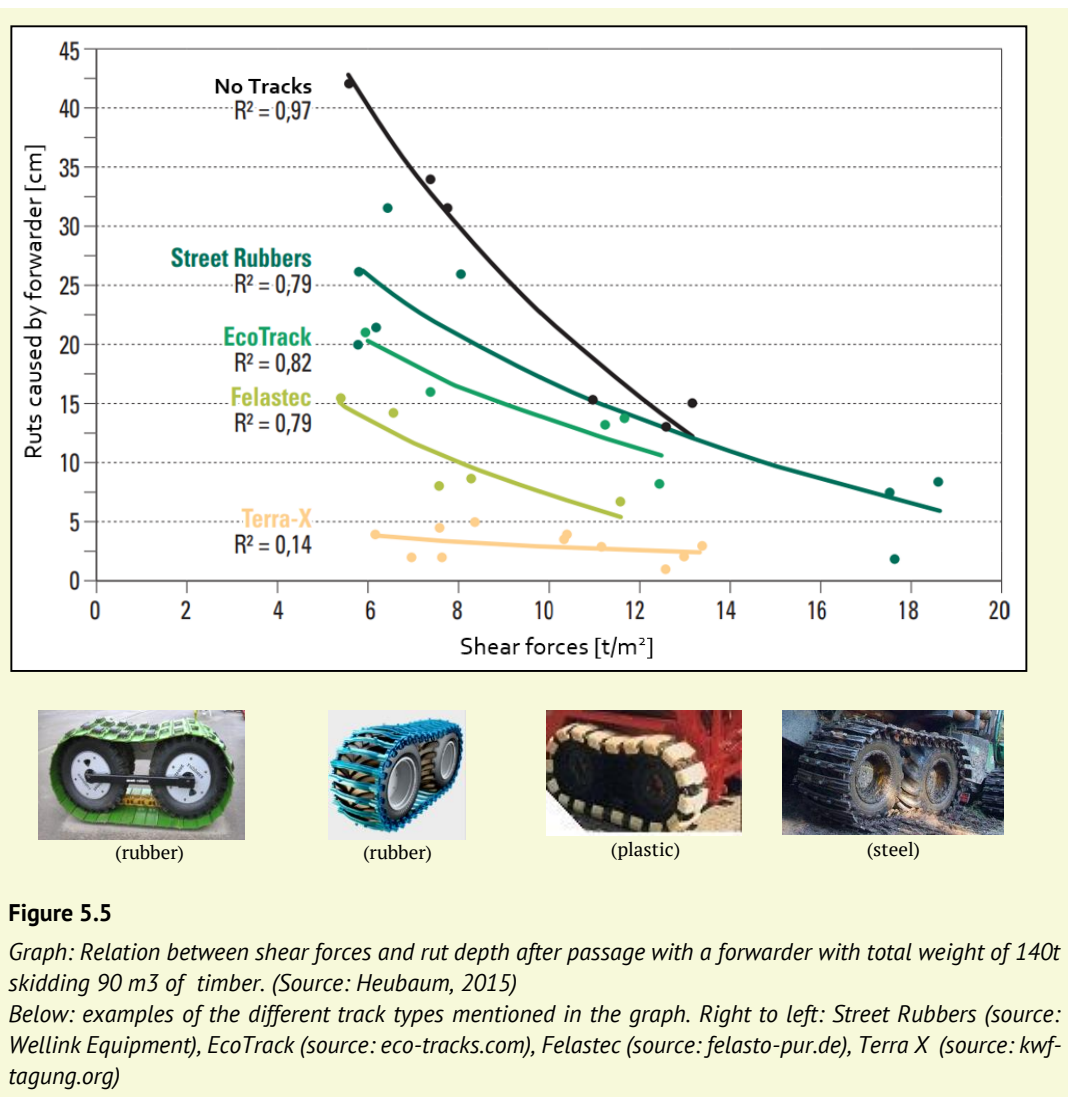 45
40
35
30
25
20
15
10
5
0
Ruts caused by forwarder [cm]
No Tracks
R² = 0,97
Street Rubbers
R² = 0,79
EcoTrack
R² = 0,82
Felastec
R² = 0,79
Terra-X
R² = 0,14
0 2 4 6 8 10 12 14 16 18 20
Shear forces [t/m²]
(rubber) (rubber) (plastic) (steel)
Figure 5.5
Graph: Relation between shear forces and rut depth after passage with a forwarder with total weight of 140t
skidding 90 m3 of timber. (Source: Heubaum, 2015)
Below: examples of the different track types mentioned in the graph. Right to left: Street Rubbers (source:
Wellink Equipment), EcoTrack (source: eco-tracks.com), Felastec (source: felasto-pur.de), Terra X (source: kwf-
tagung.org)